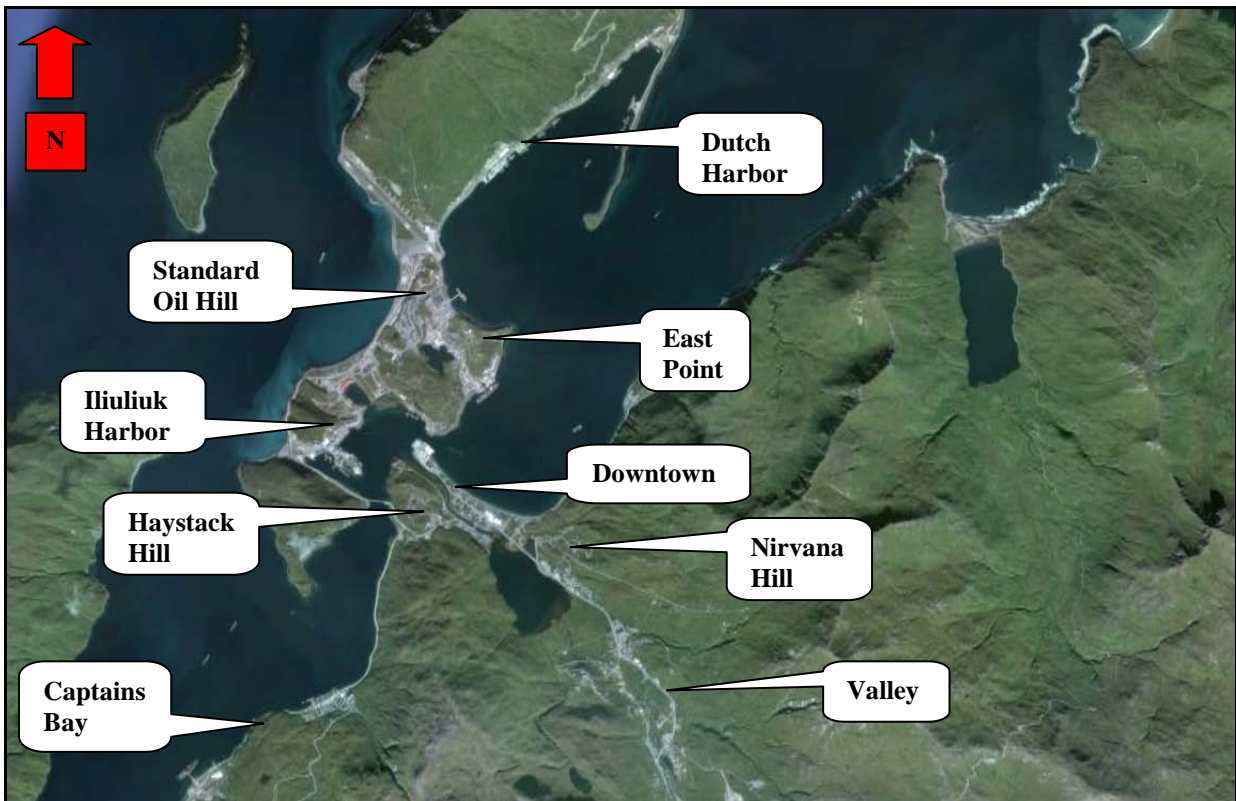 N
Dutch
Harbor
Standard
Oil Hill
East
Point
Iliuliuk
Harbor
Downtown
Haystack
Hill
Nirvana
Hill
Captains
Bay
Valley